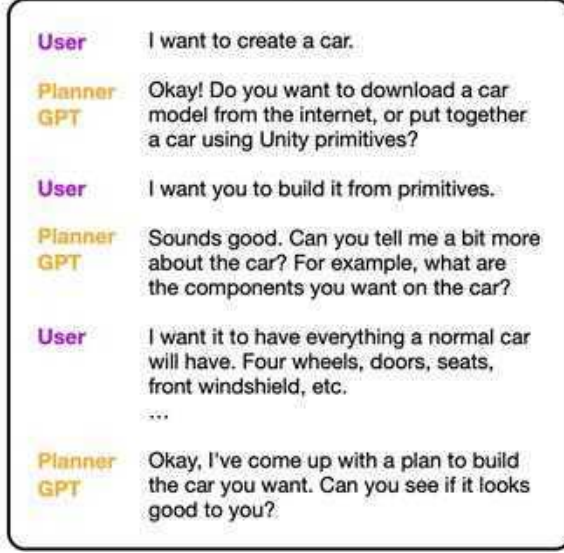 User I want to create a car.
Planner Okay! Do you want to download a car
GPT model from the internet, or put together
a car using Unity primitives?
User I want you to build it from primitives.
Planner Sounds good. Can you tell me a bit more
GPT about the car? For example, what are
the components you want on the car?
User I want it to have everything a normal car
will have. Four wheels, doors, seats,
front windshield, etc.
...
Planner Okay, I've come up with a plan to build
GPT the car you want. Can you see if it looks
good to you?